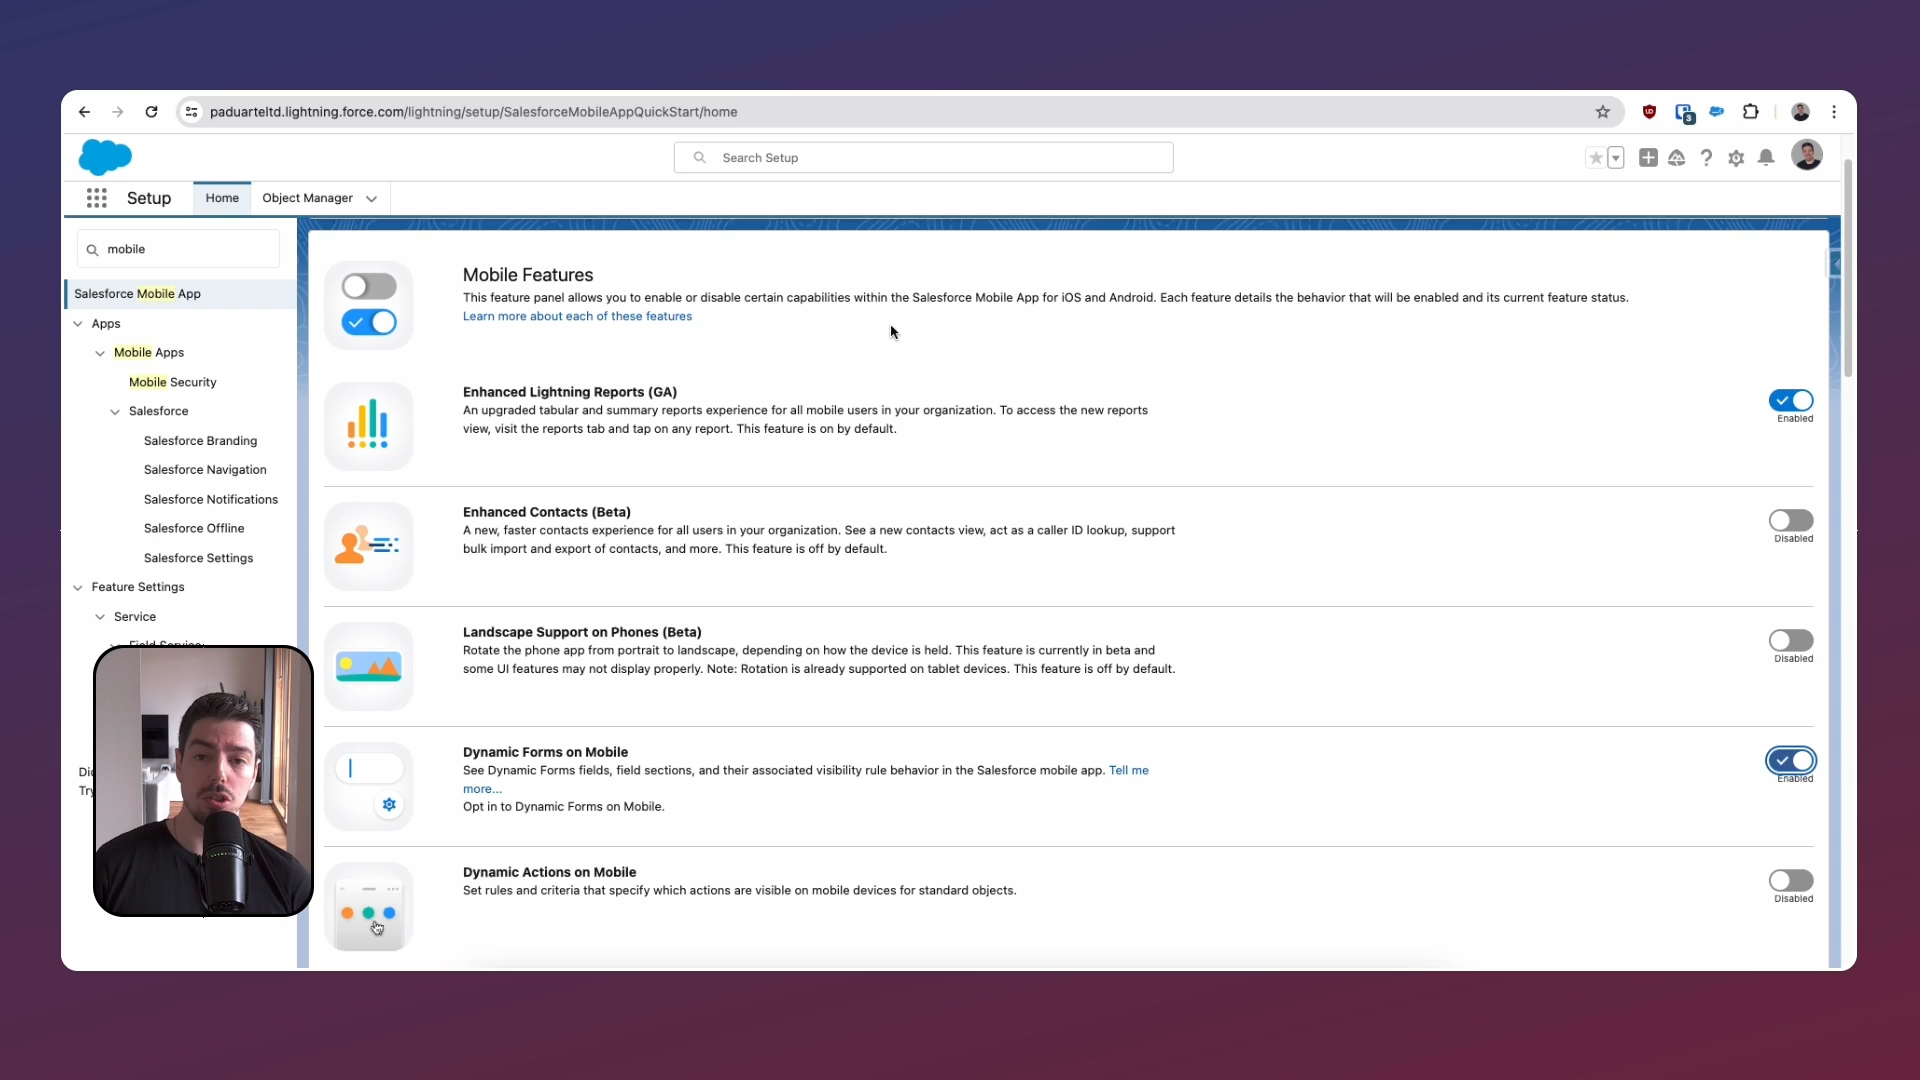 paduarteltd.lightning.force.com/lightning/setup/SalesforceMobileAppQuickStart/home
3
Search Setup
Setup
Home
Object Manager
mobile
Salesforce Mobile App
Apps
Mobile Apps
Mobile Security
Salesforce
Salesforce Branding
Salesforce Navigation
Salesforce Notifications
Salesforce Offline
Salesforce Settings
Feature Settings
Service
Field Service
Mobile Features
This feature panel allows you to enable or disable certain capabilities within the Salesforce Mobile App for iOS and Android. Each feature details the behavior that will be enabled and its current feature status.
Learn more about each of these features
Enhanced Lightning Reports (GA)
An upgraded tabular and summary reports experience for all mobile users in your organization. To access the new reports
view, visit the reports tab and tap on any report. This feature is on by default.
Enabled
Enhanced Contacts (Beta)
A new, faster contacts experience for all users in your organization. See a new contacts view, act as a caller ID lookup, support
bulk import and export of contacts, and more. This feature is off by default.
Disabled
Landscape Support on Phones (Beta)
Rotate the phone app from portrait to landscape, depending on how the device is held. This feature is currently in beta and
some UI features may not display properly. Note: Rotation is already supported on tablet devices. This feature is off by default.
Disabled
Dynamic Forms on Mobile
See Dynamic Forms fields, field sections, and their associated visibility rule behavior in the Salesforce mobile app. Tell me
more...
Opt in to Dynamic Forms on Mobile.
Enabled
Dynamic Actions on Mobile
Set rules and criteria that specify which actions are visible on mobile devices for standard objects.
Disabled